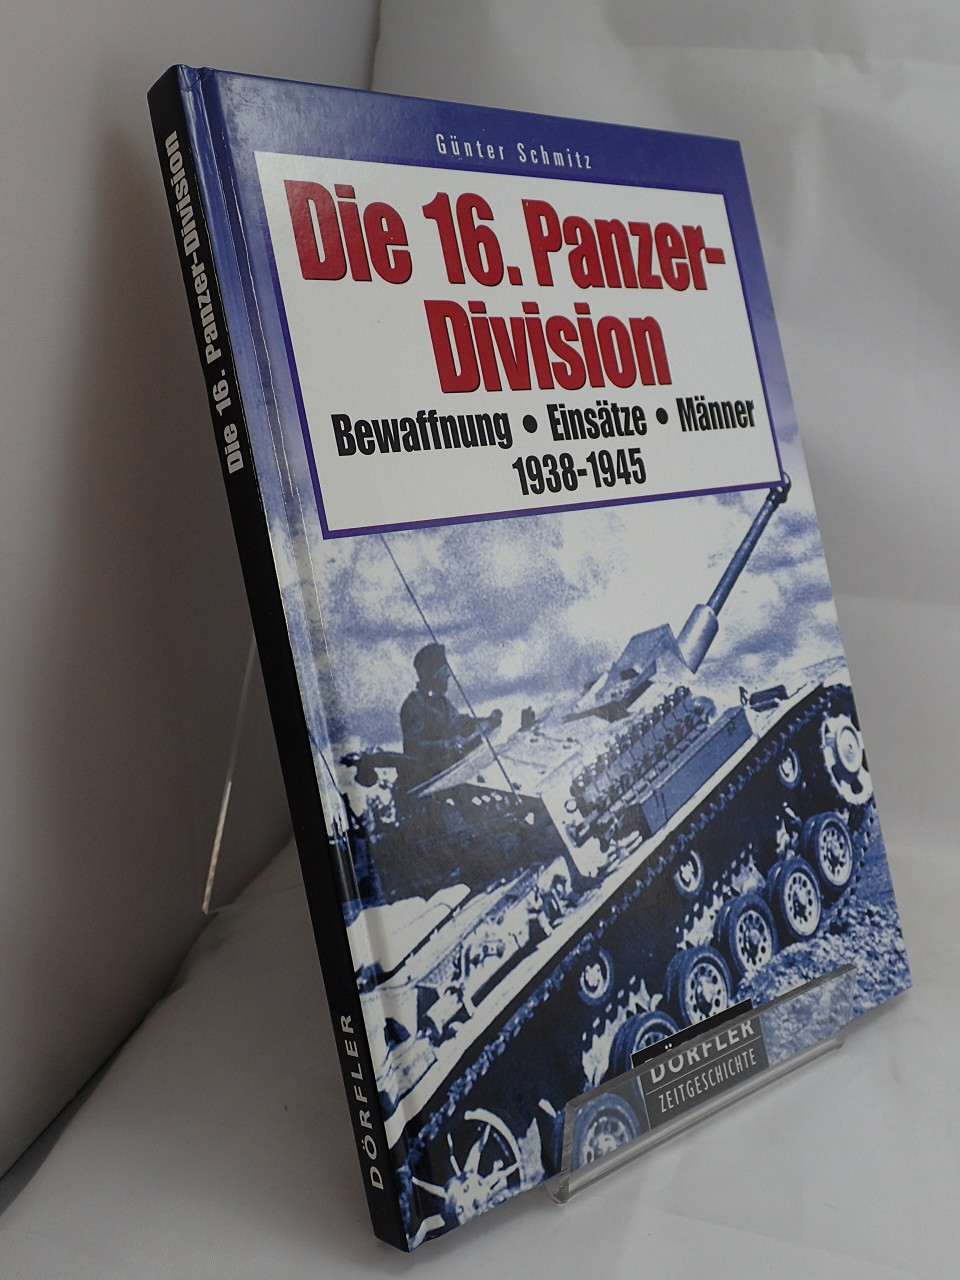 Günter Schmitz
Die 16. Panzer-
Division
Bewaffnung • Einsätze • Männer
1938-1945
DÖRFLER
ZEITGESCHICHTE
Die 16. Panzer-Division
DÖRFLER